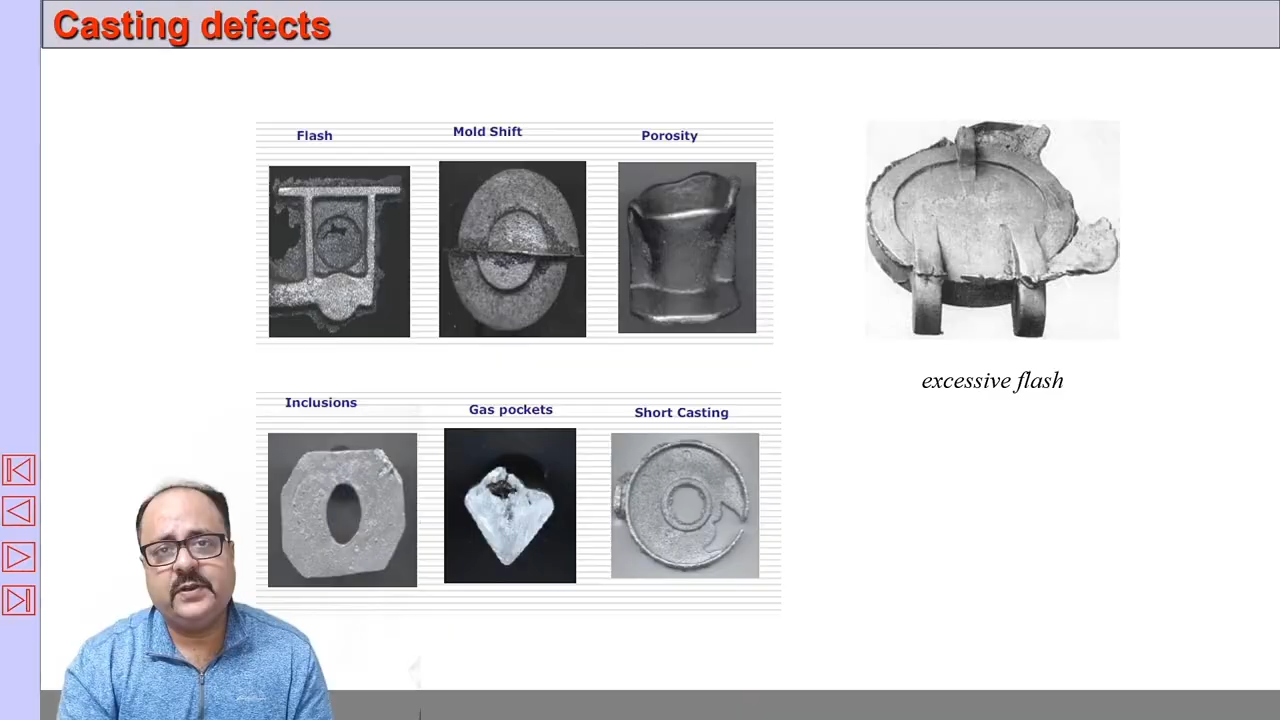 Casting defects
Flash
Mold Shift
Porosity
excessive flash
Inclusions
Gas pockets
Short Casting